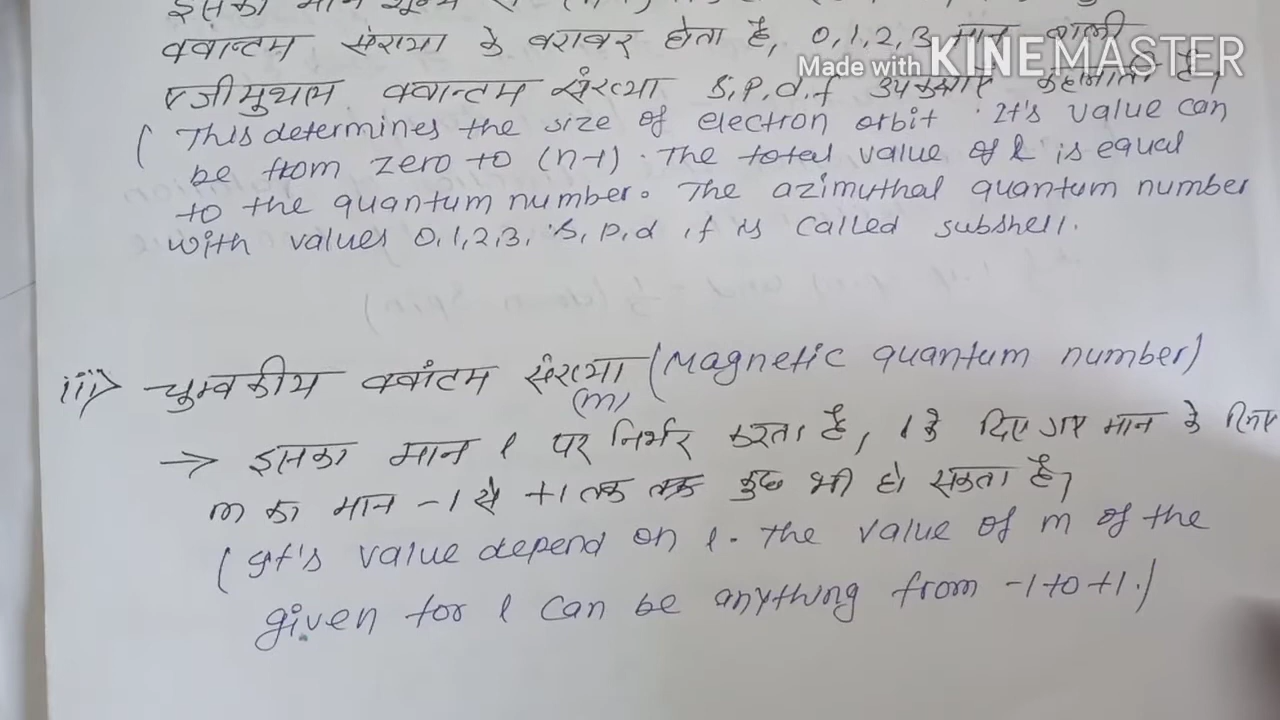 इसका मान शून्य से
क्वान्टम संख्या के बराबर होता है, 0,1,2,3 मान वाली
Made with KINEMASTER
एजीमुथल क्वान्टम संख्या s,p,d,f उपकक्षाएं कहलाती है,
( This determines the size of electron orbit. It's value can
be from zero to (n-1). The total value of l is equal
to the quantum number. The azimuthal quantum number
with values 0,1,2,3, s, p, d, f is called subshell.
iii> चुम्बकीय क्वांटम संख्या (Magnetic quantum number)
(m)
→ इसका मान l पर निर्भर करता है, l के दिए गए मान के लिए
m का मान -l से +l तक तक कुछ भी हो सकता है,
( It's value depend on l. the value of m of the
given for l can be anything from -l to +l.)